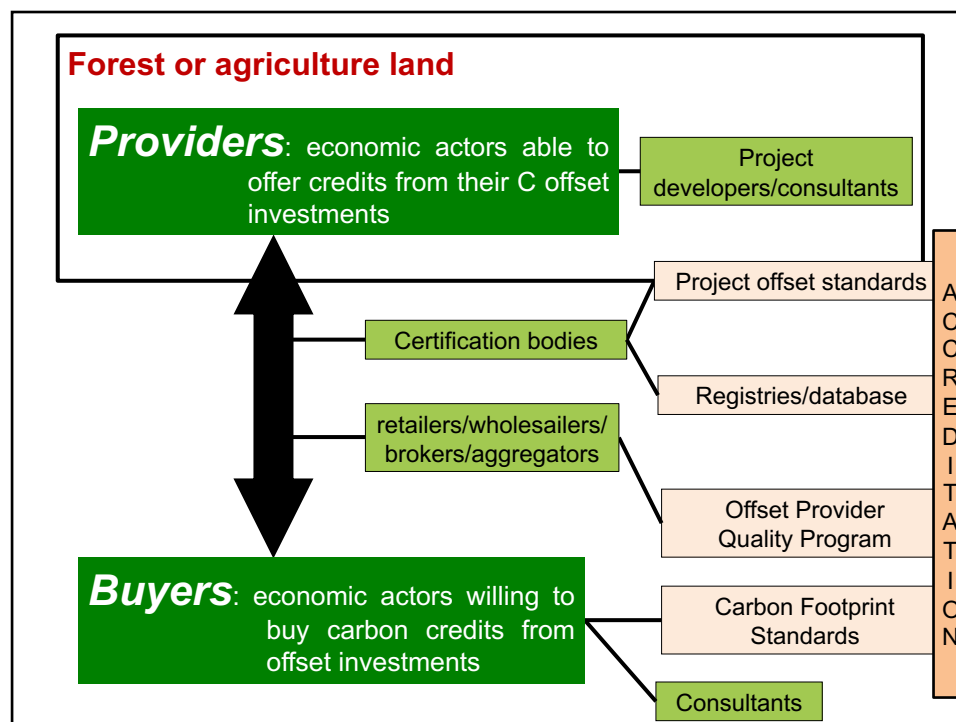 Forest or agriculture land
Providers: economic actors able to
offer credits from their C offset
investments
Project
developers/consultants
Project offset standards
Certification bodies
Registries/database
retailers/wholesailers/
brokers/aggregators
Offset Provider
Quality Program
Buyers: economic actors willing to
buy carbon credits from
offset investments
Carbon Footprint
Standards
Consultants
A
C
C
R
E
D
I
T
A
T
I
O
N